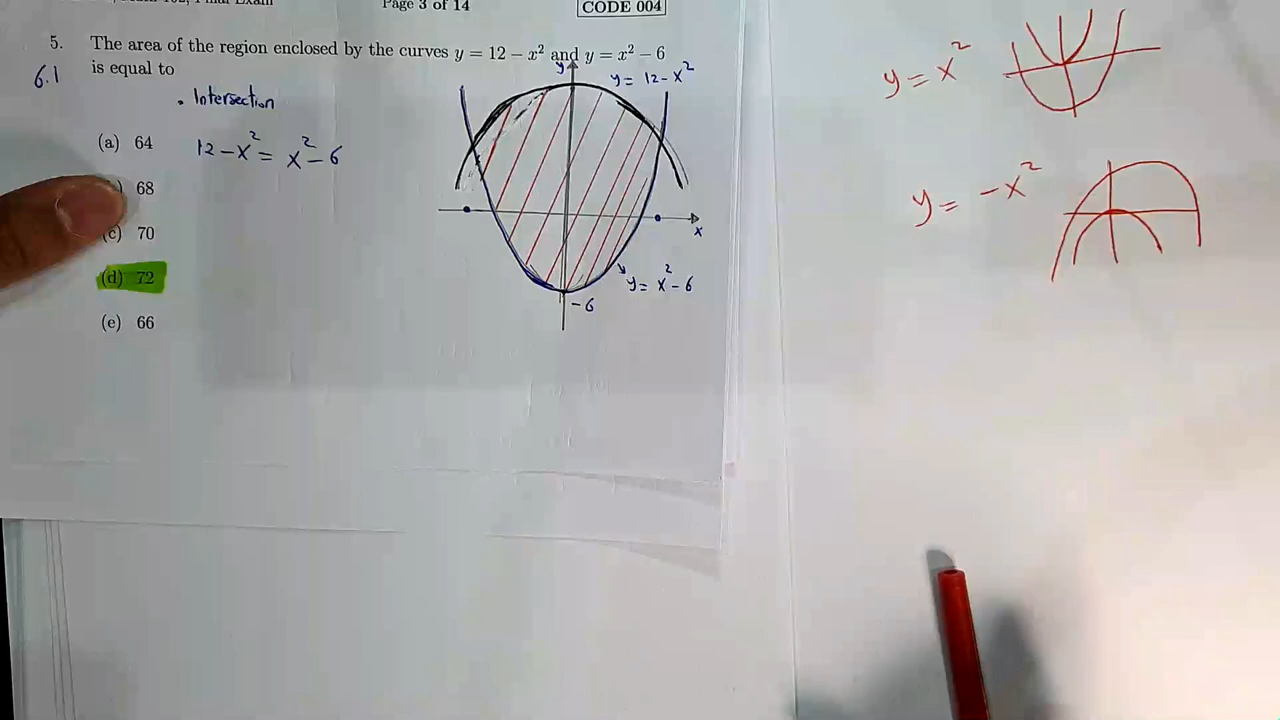 Final Exam
Page 3 of 14
CODE 004
5. The area of the region enclosed by the curves y = 12 − x² and y = x² − 6
is equal to
6.1
• Intersection
12 − x² = x² − 6
(a) 64
68
(c) 70
(d) 72
(e) 66
y
y = 12 − x²
x
y = x² − 6
−6
y = x²
y = −x²